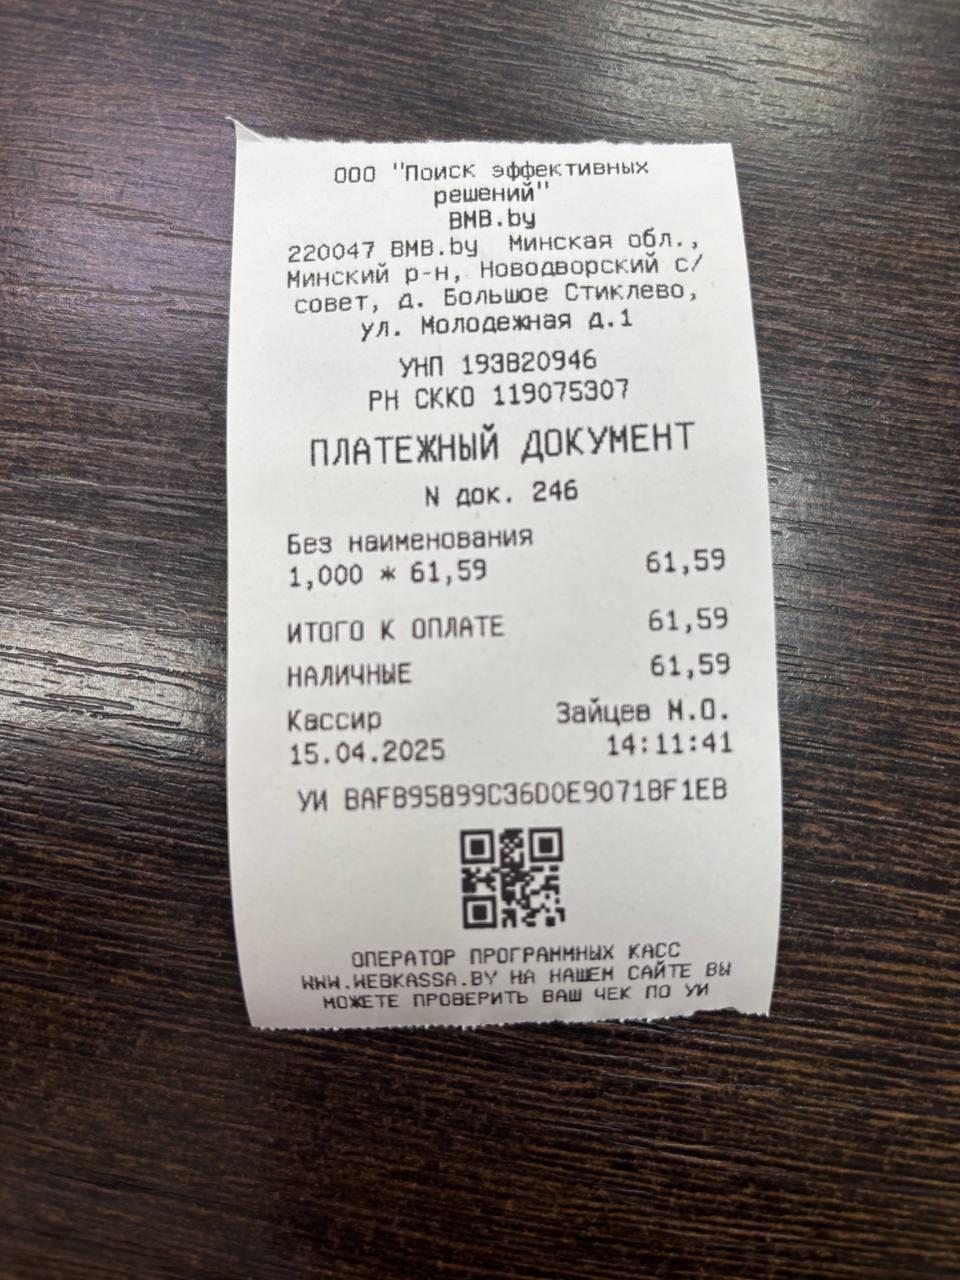 ООО "Поиск эффективных
решений"
BMB.by
220047 BMB.by Минская обл.,
Минский р-н, Новодворский с/
совет, д. Большое Стиклево,
ул. Молодежная д.1
УНП 193820946
РН СККО 119075307
ПЛАТЕЖНЫЙ ДОКУМЕНТ
N док. 246
Без наименования
1,000 * 61,59 61,59
ИТОГО К ОПЛАТЕ 61,59
НАЛИЧНЫЕ 61,59
Кассир Зайцев М.О.
15.04.2025 14:11:41
УИ BAFB95899C36D0E9071BF1EB
ОПЕРАТОР ПРОГРАММНЫХ КАСС
WWW.WEBKASSA.BY НА НАШЕМ САЙТЕ ВЫ
МОЖЕТЕ ПРОВЕРИТЬ ВАШ ЧЕК ПО УИ